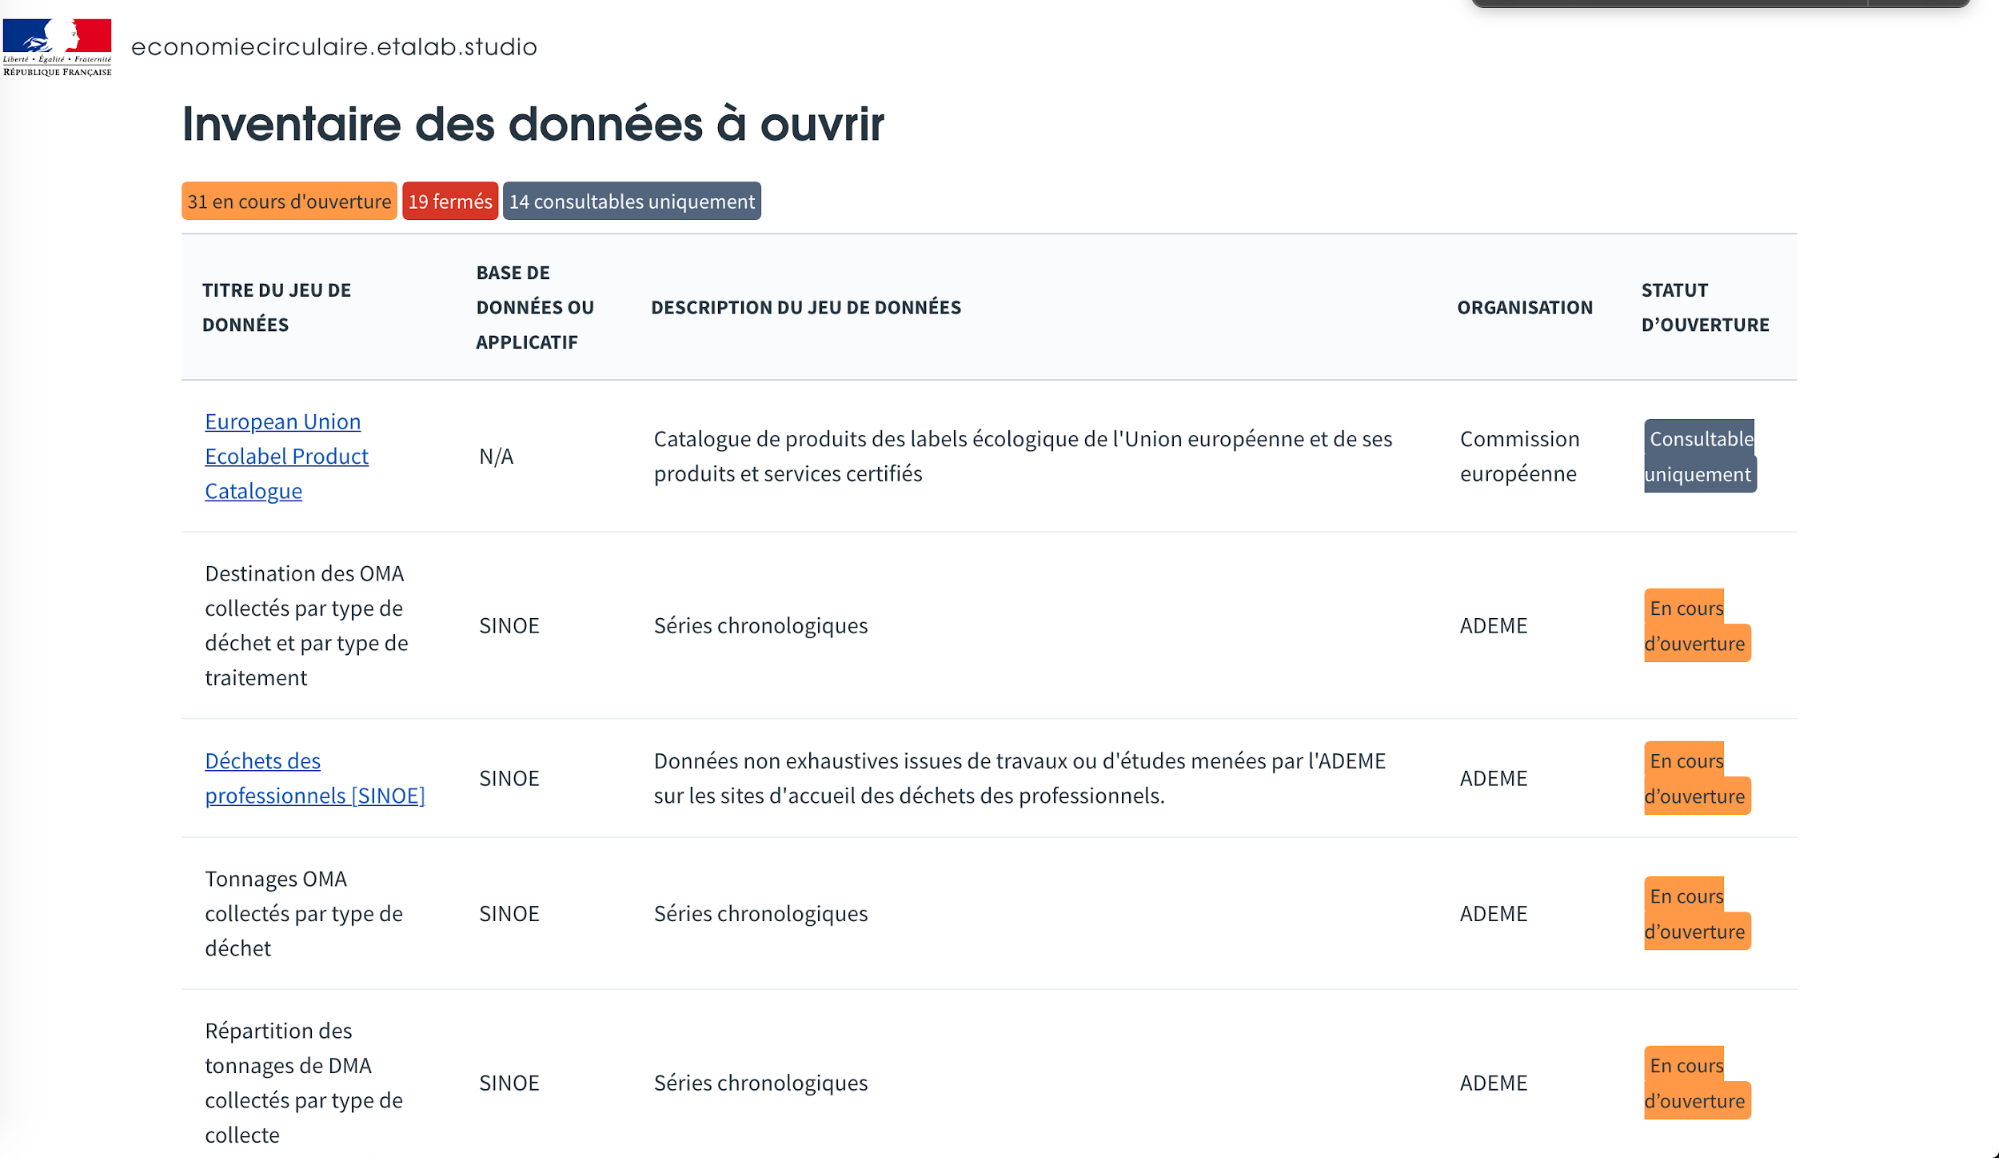 Liberté • Égalité • Fraternité
RÉPUBLIQUE FRANÇAISE
economiecirculaire.etalab.studio
Inventaire des données à ouvrir
31 en cours d'ouverture 19 fermés 14 consultables uniquement
TITRE DU JEU DE
DONNÉES
BASE DE
DONNÉES OU
APPLICATIF
DESCRIPTION DU JEU DE DONNÉES
ORGANISATION
STATUT
D’OUVERTURE
European Union
Ecolabel Product
Catalogue
N/A
Catalogue de produits des labels écologique de l'Union européenne et de ses
produits et services certifiés
Commission
européenne
Consultable
uniquement
Destination des OMA
collectés par type de
déchet et par type de
traitement
SINOE
Séries chronologiques
ADEME
En cours
d’ouverture
Déchets des
professionnels [SINOE]
SINOE
Données non exhaustives issues de travaux ou d'études menées par l'ADEME
sur les sites d'accueil des déchets des professionnels.
ADEME
En cours
d’ouverture
Tonnages OMA
collectés par type de
déchet
SINOE
Séries chronologiques
ADEME
En cours
d’ouverture
Répartition des
tonnages de DMA
collectés par type de
collecte
SINOE
Séries chronologiques
ADEME
En cours
d’ouverture